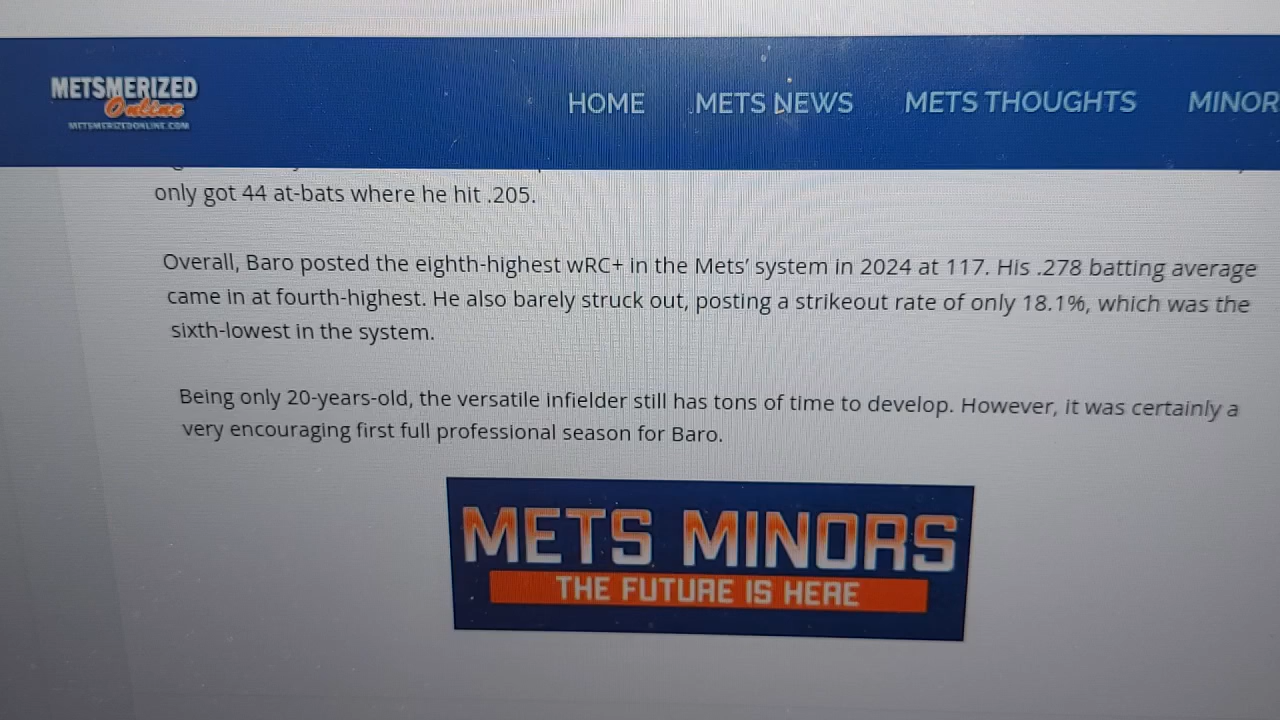 METSMERIZED
Online
METSMERIZEDONLINE.COM
HOME METS NEWS METS THOUGHTS MINOR
only got 44 at-bats where he hit .205.
Overall, Baro posted the eighth-highest wRC+ in the Mets' system in 2024 at 117. His .278 batting average
came in at fourth-highest. He also barely struck out, posting a strikeout rate of only 18.1%, which was the
sixth-lowest in the system.
Being only 20-years-old, the versatile infielder still has tons of time to develop. However, it was certainly a
very encouraging first full professional season for Baro.
METS MINORS
THE FUTURE IS HERE